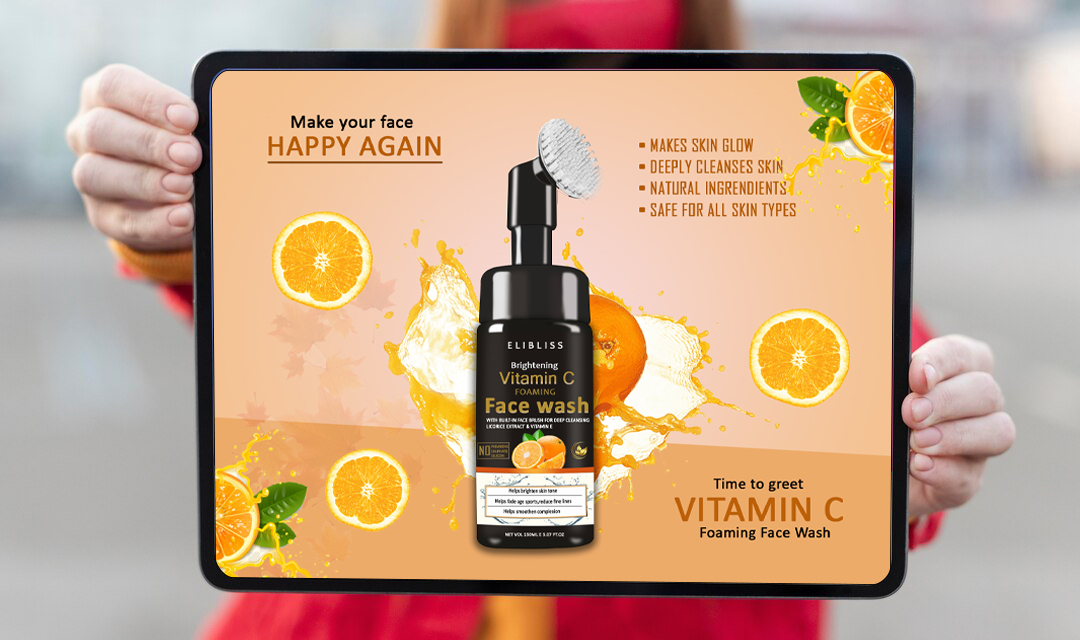 Make your face
HAPPY AGAIN
▪ MAKES SKIN GLOW
▪ DEEPLY CLEANSES SKIN
▪ NATURAL INGRENDIENTS
▪ SAFE FOR ALL SKIN TYPES
ELIBLISS
Brightening
Vitamin C
FOAMING
Face wash
WITH BUILT-IN FACE BRUSH FOR DEEP CLEANSING
LICORICE EXTRACT & VITAMIN E
NO
Helps brighten skin tone
Helps fade age sports,reduce fine lines
Helps smoothen complexion
Time to greet
VITAMIN C
Foaming Face Wash